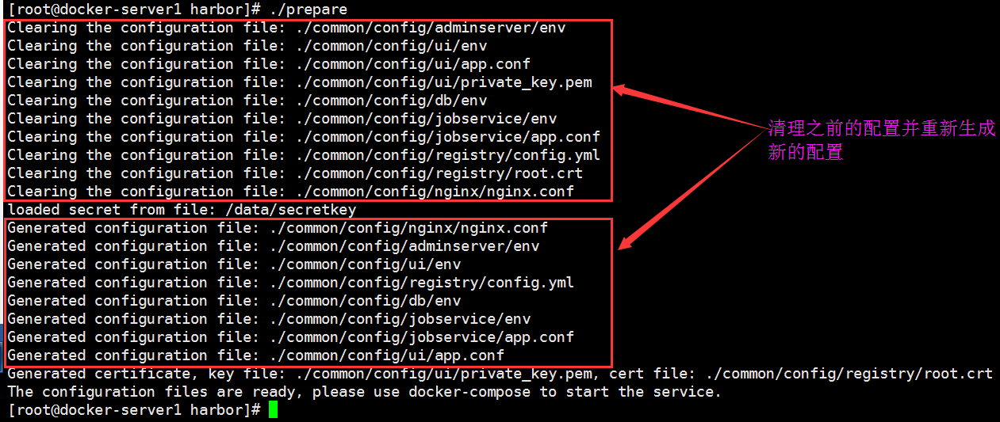 [root@docker-server1 harbor]# ./prepare
Clearing the configuration file: ./common/config/adminserver/env
Clearing the configuration file: ./common/config/ui/env
Clearing the configuration file: ./common/config/ui/app.conf
Clearing the configuration file: ./common/config/ui/private_key.pem
Clearing the configuration file: ./common/config/db/env
Clearing the configuration file: ./common/config/jobservice/env
Clearing the configuration file: ./common/config/jobservice/app.conf
Clearing the configuration file: ./common/config/registry/config.yml
Clearing the configuration file: ./common/config/registry/root.crt
Clearing the configuration file: ./common/config/nginx/nginx.conf
loaded secret from file: /data/secretkey
Generated configuration file: ./common/config/nginx/nginx.conf
Generated configuration file: ./common/config/adminserver/env
Generated configuration file: ./common/config/ui/env
Generated configuration file: ./common/config/registry/config.yml
Generated configuration file: ./common/config/db/env
Generated configuration file: ./common/config/jobservice/env
Generated configuration file: ./common/config/jobservice/app.conf
Generated configuration file: ./common/config/ui/app.conf
Generated certificate, key file: ./common/config/ui/private_key.pem, cert file: ./common/config/registry/root.crt
The configuration files are ready, please use docker-compose to start the service.
[root@docker-server1 harbor]#
清理之前的配置并重新生成
新的配置